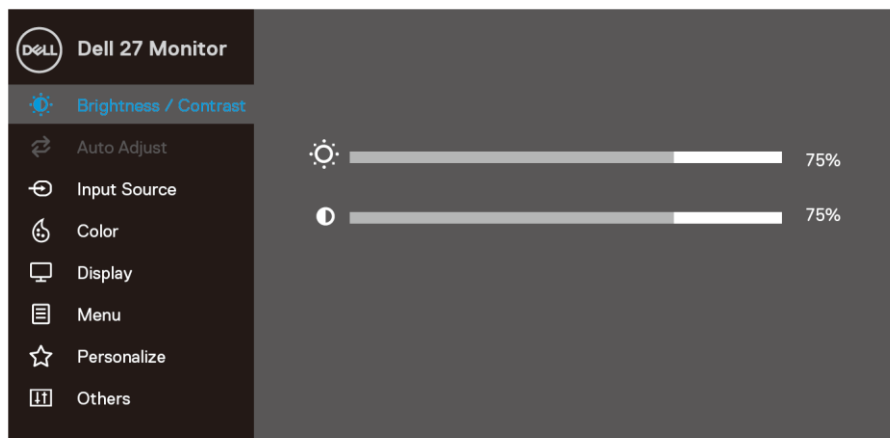 DELL Dell 27 Monitor
Brightness / Contrast
Auto Adjust
75%
Input Source
Color
75%
Display
Menu
Personalize
Others